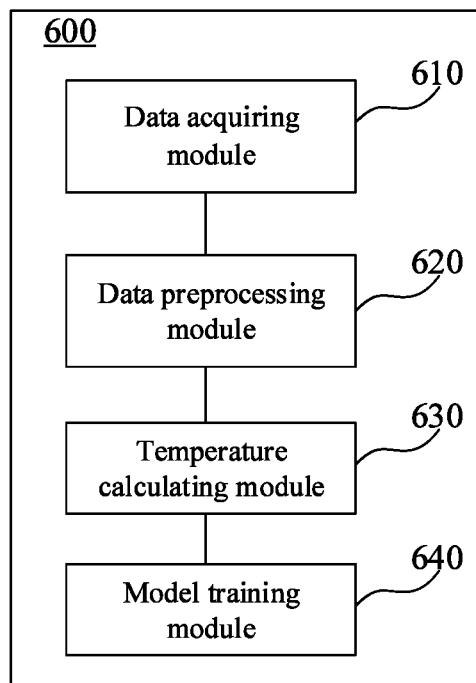 600
610
Data acquiring
module
620
Data preprocessing
module
630
Temperature
calculating module
640
Model training
module